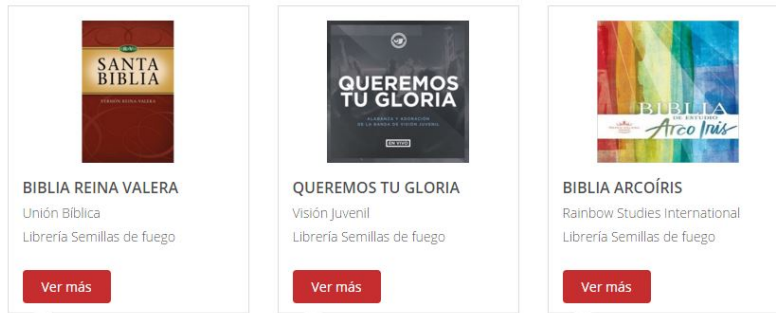 SANTA
BIBLIA
VERSIÓN REINA-VALERA
BIBLIA REINA VALERA
Unión Bíblica
Librería Semillas de fuego
Ver más
QUEREMOS
TU GLORIA
ALABANZA Y ADORACIÓN
DE LA BANDA DE VISIÓN JUVENIL
EN VIVO
QUEREMOS TU GLORIA
Visión Juvenil
Librería Semillas de fuego
Ver más
BIBLIA
DE ESTUDIO
Arco Iris
BIBLIA ARCOÍRIS
Rainbow Studies International
Librería Semillas de fuego
Ver más